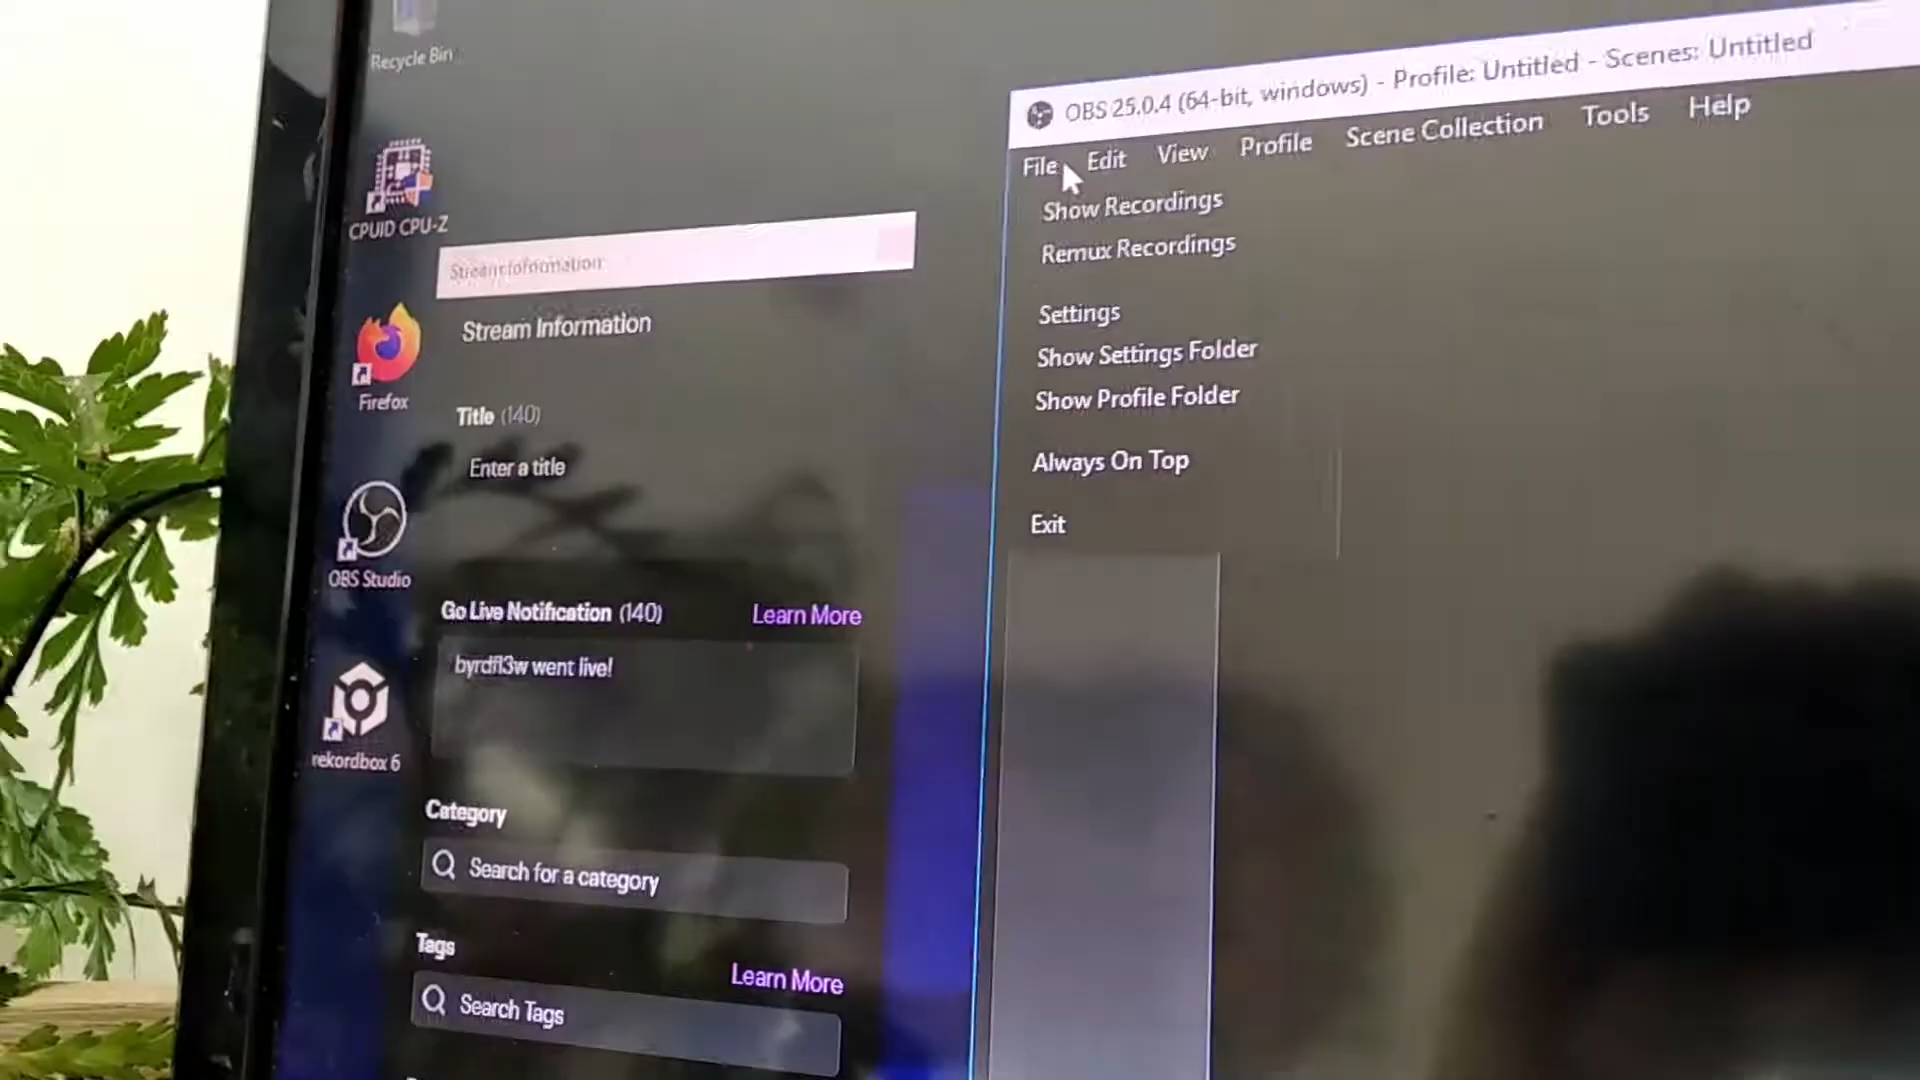 Recycle Bin
CPUID CPU-Z
Firefox
OBS Studio
rekordbox 6
Stream Information
Stream Information
Title (140)
Enter a title
Go Live Notification (140)
Learn More
byrdfl3w went live!
Category
Search for a category
Tags
Learn More
Search Tags
OBS 25.0.4 (64-bit, windows) - Profile: Untitled - Scenes: Untitled
File Edit View Profile Scene Collection Tools Help
Show Recordings
Remux Recordings
Settings
Show Settings Folder
Show Profile Folder
Always On Top
Exit